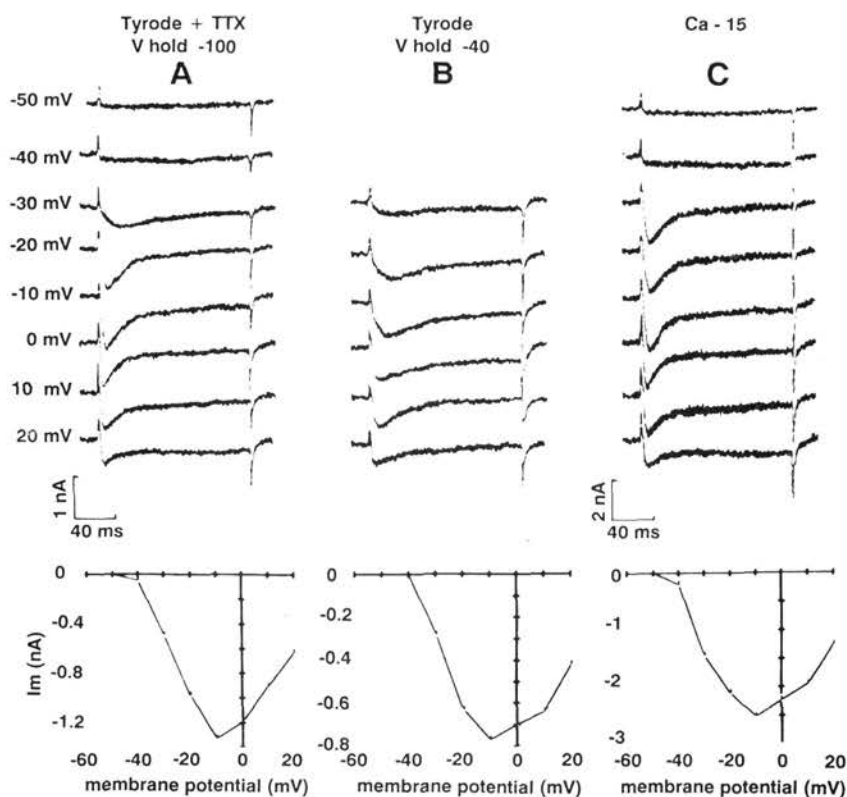 Tyrode + TTX
V hold -100
A
Tyrode
V hold -40
B
Ca - 15
C
-50 mV
-40 mV
-30 mV
-20 mV
-10 mV
0 mV
10 mV
20 mV
1 nA
40 ms
2 nA
40 ms
Im (nA)
0
-0.4
-0.8
-1.2
-60 -40 -20 0 20
membrane potential (mV)
0
-0.2
-0.4
-0.6
-0.8
-60 -40 -20 0 20
membrane potential (mV)
0
-1
-2
-3
-60 -40 -20 0 20
membrane potential (mV)